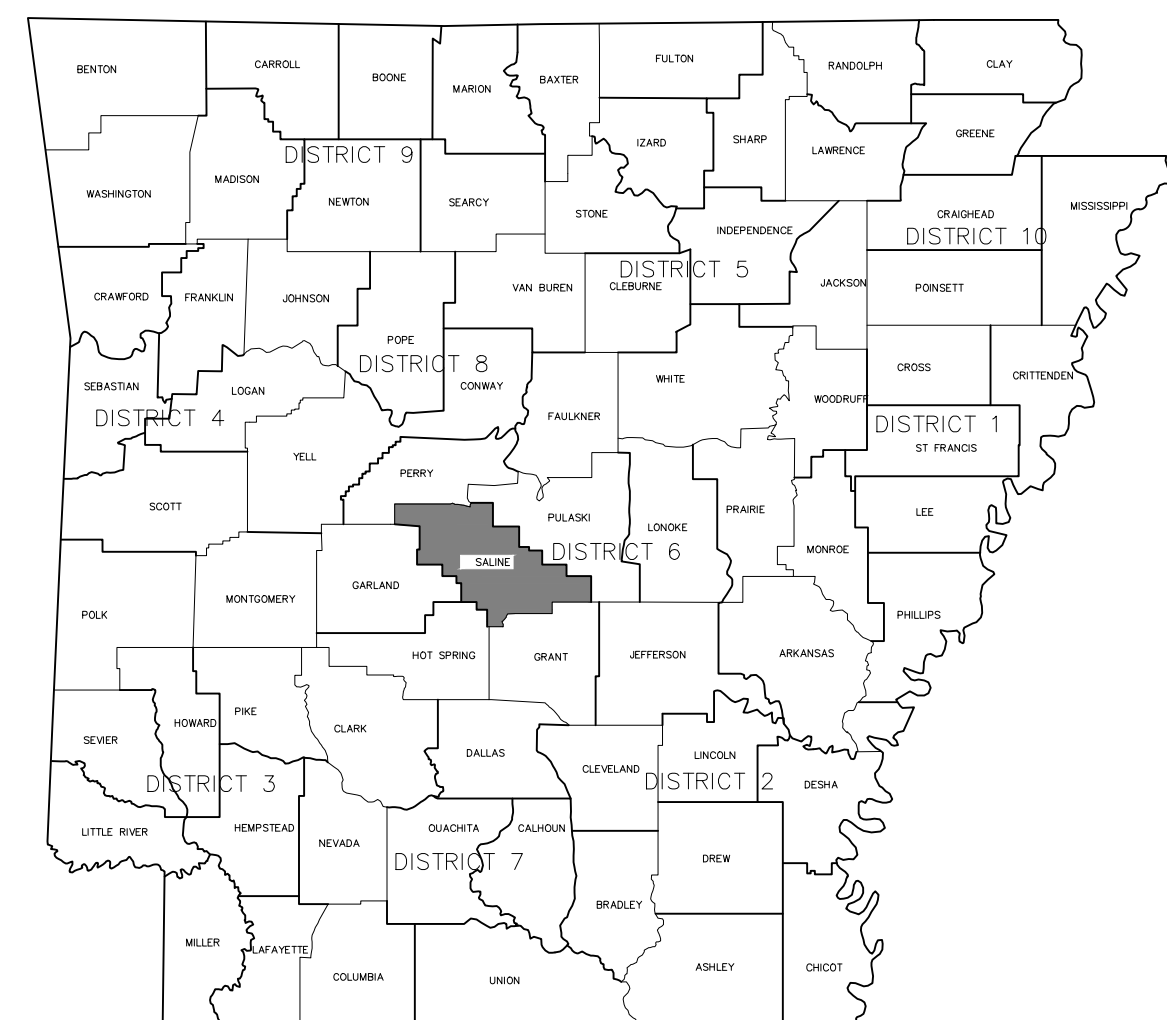 FULTON
CARROLL
RANDOLPH
CLAY
BENTON
BOONE
BAXTER
MARION
GREENE
SHARP
IZARD
LAWRENCE
DISTRICT 9
MADISON
WASHINGTON
NEWTON
SEARCY
MISSISSIPPI
STONE
CRAIGHEAD
INDEPENDENCE
DISTRICT 10
DISTRICT 5
JACKSON
CLEBURNE
VAN BUREN
POINSETT
CRAWFORD
FRANKLIN
JOHNSON
POPE
DISTRICT 8
CROSS
CRITTENDEN
WHITE
SEBASTIAN
CONWAY
LOGAN
WOODRUFF
DISTRICT 4
FAULKNER
DISTRICT 1
ST FRANCIS
YELL
PERRY
SCOTT
PRAIRIE
LEE
PULASKI
LONOKE
DISTRICT 6
MONROE
SALINE
GARLAND
MONTGOMERY
POLK
PHILLIPS
HOT SPRING
GRANT
JEFFERSON
ARKANSAS
PIKE
HOWARD
CLARK
SEVIER
DALLAS
LINCOLN
CLEVELAND
DISTRICT 3
DISTRICT 2
DESHA
LITTLE RIVER
HEMPSTEAD
OUACHITA
CALHOUN
NEVADA
DISTRICT 7
DREW
BRADLEY
MILLER
LAFAYETTE
COLUMBIA
UNION
ASHLEY
CHICOT